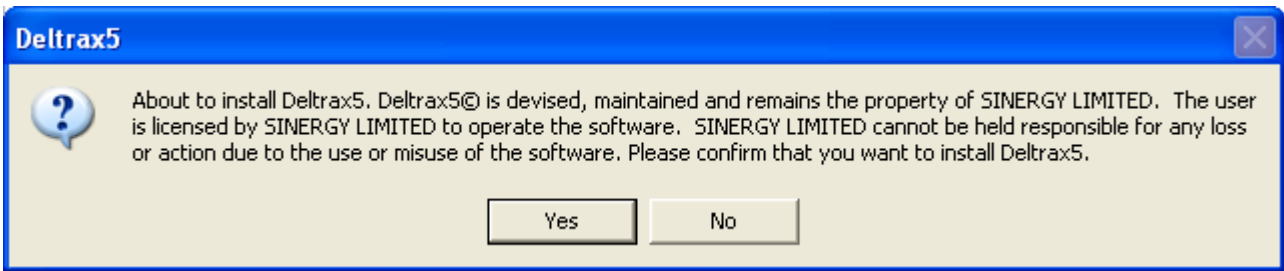 Deltrax5
About to install Deltrax5. Deltrax5© is devised, maintained and remains the property of SINERGY LIMITED.  The user
is licensed by SINERGY LIMITED to operate the software.  SINERGY LIMITED cannot be held responsible for any loss
or action due to the use or misuse of the software. Please confirm that you want to install Deltrax5.
Yes No